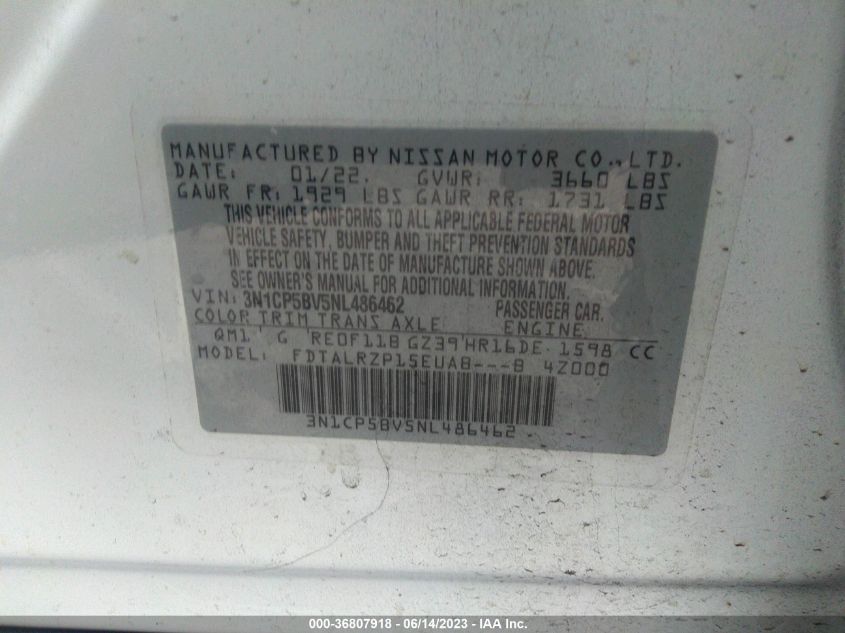 MANUFACTURED BY NISSAN MOTOR CO., LTD.
DATE: 01/22. GVWR: 3660 LBS
GAWR FR: 1929 LBS GAWR RR: 1731 LBS
THIS VEHICLE CONFORMS TO ALL APPLICABLE FEDERAL MOTOR
VEHICLE SAFETY, BUMPER AND THEFT PREVENTION STANDARDS
IN EFFECT ON THE DATE OF MANUFACTURE SHOWN ABOVE.
SEE OWNER'S MANUAL FOR ADDITIONAL INFORMATION.
VIN: 3N1CP5BV5NL486462 PASSENGER CAR.
COLOR TRIM TRANS AXLE ENGINE
QM1 G RE0F11B GZ39 HR16DE 1598 CC
MODEL: FDTALRZP15EUAB---B 4Z000
3N1CP5BV5NL486462
000-36807918 - 06/14/2023 - IAA Inc.